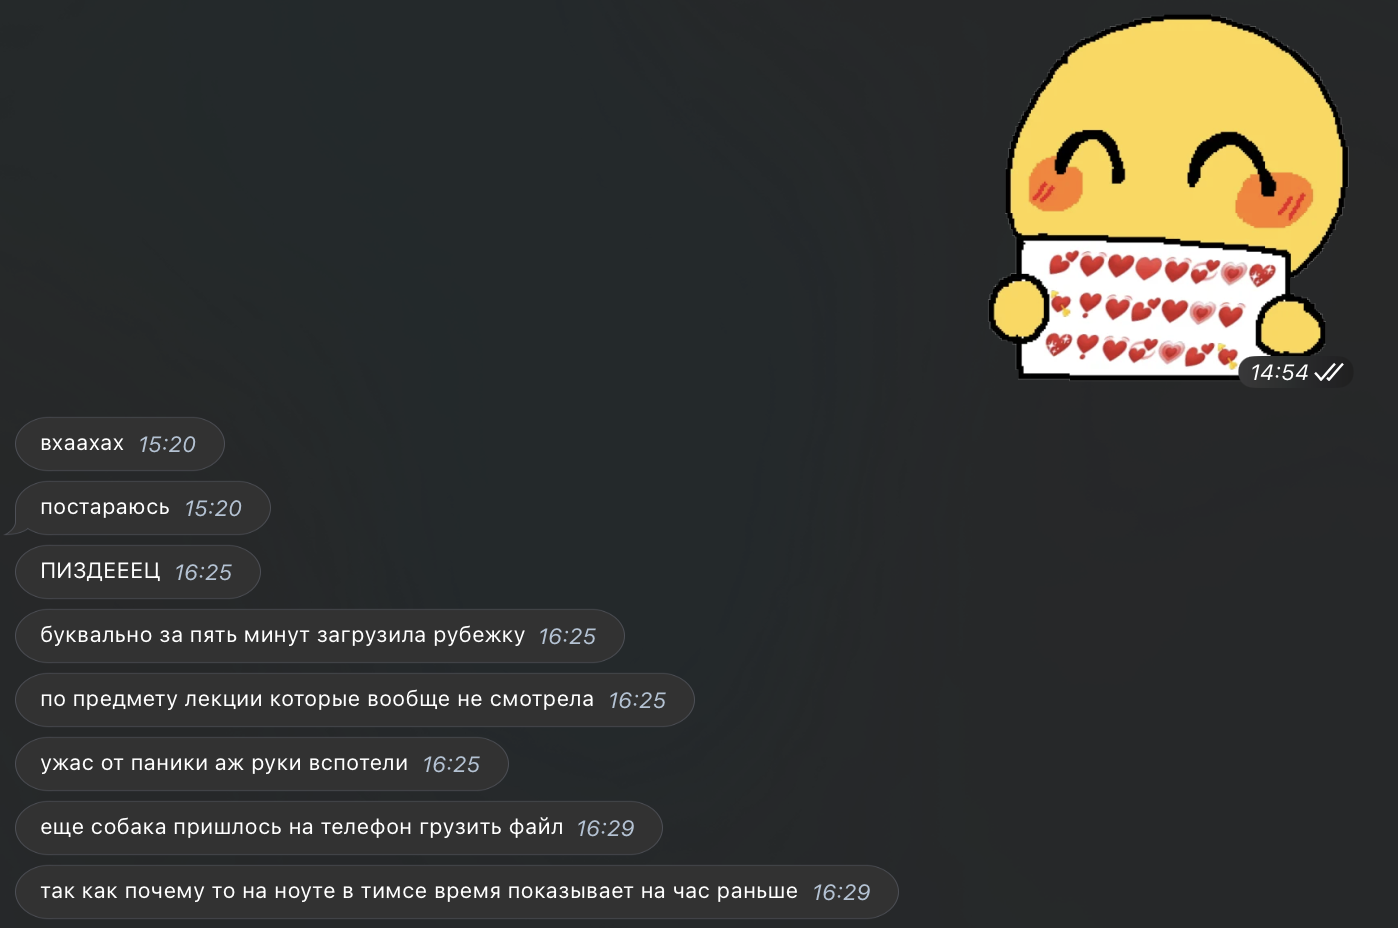 14:54
вхаахах 15:20
постараюсь 15:20
ПИЗДЕЕЕЦ 16:25
буквально за пять минут загрузила рубежку 16:25
по предмету лекции которые вообще не смотрела 16:25
ужас от паники аж руки вспотели 16:25
еще собака пришлось на телефон грузить файл 16:29
так как почему то на ноуте в тимсе время показывает на час раньше 16:29